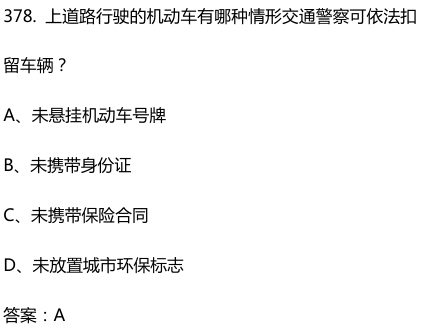 378. 上道路行驶的机动车有哪种情形交通警察可依法扣
留车辆？
A、未悬挂机动车号牌
B、未携带身份证
C、未携带保险合同
D、未放置城市环保标志
答案：A